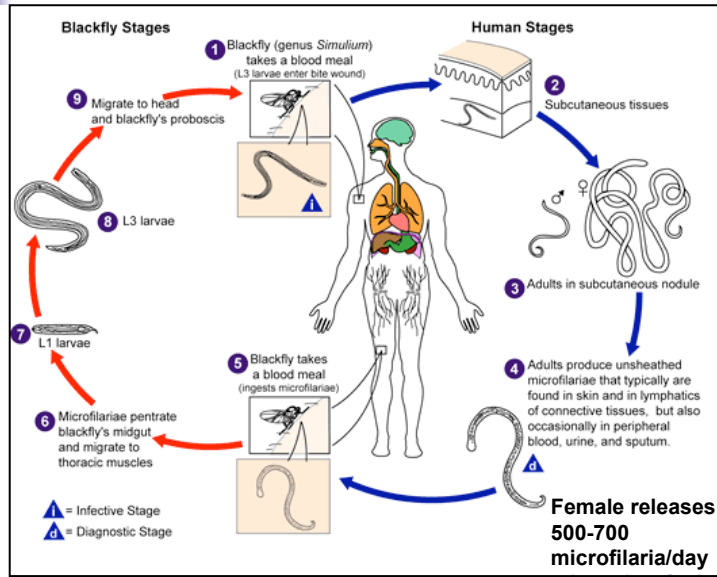 Blackfly Stages
Human Stages
1 Blackfly (genus Simulium)
takes a blood meal
(L3 larvae enter bite wound)
i
2
Subcutaneous tissues
♂
♀
3 Adults in subcutaneous nodule
4 Adults produce unsheathed
microfilariae that typically are
found in skin and in lymphatics
of connective tissues, but also
occasionally in peripheral
blood, urine, and sputum.
d
5 Blackfly takes
a blood meal
(ingests microfilariae)
6 Microfilariae pentrate
blackfly's midgut
and migrate to
thoracic muscles
7
L1 larvae
8 L3 larvae
9 Migrate to head
and blackfly's proboscis
i = Infective Stage
d = Diagnostic Stage
Female releases
500-700
microfilaria/day